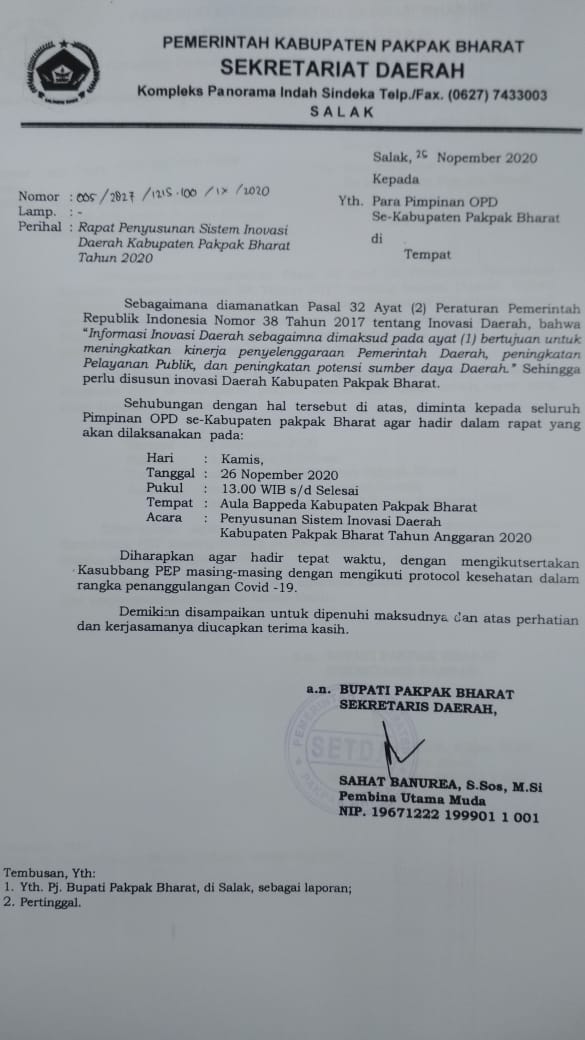 PEMERINTAH KABUPATEN PAKPAK BHARAT
SEKRETARIAT DAERAH
Kompleks Panorama Indah Sindeka Telp./Fax. (0627) 7433003
SALAK
Salak, 25 Nopember 2020
Kepada
Yth. Para Pimpinan OPD
Se-Kabupaten Pakpak Bharat
di
Tempat
Nomor : 005/2827/1215.100/IX/2020
Lamp. : -
Perihal : Rapat Penyusunan Sistem Inovasi
Daerah Kabupaten Pakpak Bharat
Tahun 2020
Sebagaimana diamanatkan Pasal 32 Ayat (2) Peraturan Pemerintah
Republik Indonesia Nomor 38 Tahun 2017 tentang Inovasi Daerah, bahwa
"Informasi Inovasi Daerah sebagaimna dimaksud pada ayat (1) bertujuan untuk
meningkatkan kinerja penyelenggaraan Pemerintah Daerah, peningkatan
Pelayanan Publik, dan peningkatan potensi sumber daya Daerah." Sehingga
perlu disusun inovasi Daerah Kabupaten Pakpak Bharat.
Sehubungan dengan hal tersebut di atas, diminta kepada seluruh
Pimpinan OPD se-Kabupaten pakpak Bharat agar hadir dalam rapat yang
akan dilaksanakan pada:
Hari : Kamis,
Tanggal : 26 Nopember 2020
Pukul : 13.00 WIB s/d Selesai
Tempat : Aula Bappeda Kabupaten Pakpak Bharat
Acara : Penyusunan Sistem Inovasi Daerah
Kabupaten Pakpak Bharat Tahun Anggaran 2020
Diharapkan agar hadir tepat waktu, dengan mengikutsertakan
Kasubbang PEP masing-masing dengan mengikuti protocol kesehatan dalam
rangka penanggulangan Covid -19.
Demikian disampaikan untuk dipenuhi maksudnya dan atas perhatian
dan kerjasamanya diucapkan terima kasih.
a.n. BUPATI PAKPAK BHARAT
SEKRETARIS DAERAH,
SETD
SAHAT BANUREA, S.Sos, M.Si
Pembina Utama Muda
NIP. 19671222 199901 1 001
Tembusan, Yth:
1. Yth. Pj. Bupati Pakpak Bharat, di Salak, sebagai laporan;
2. Pertinggal.